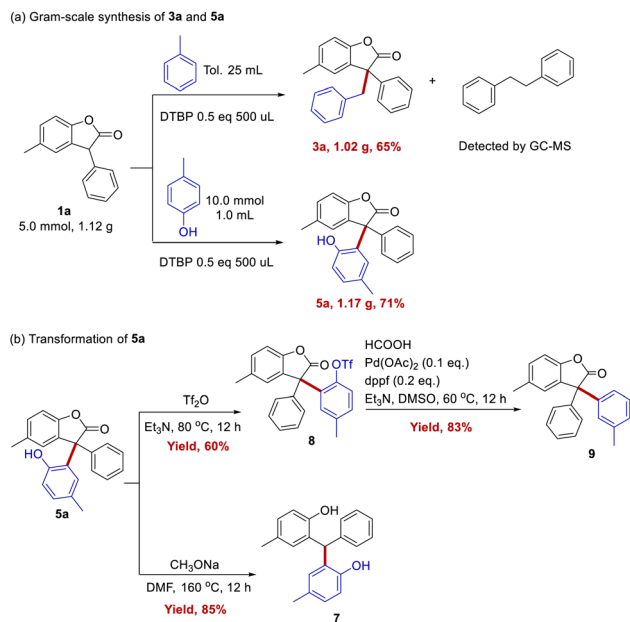 (a) Gram-scale synthesis of 3a and 5a
Tol. 25 mL
DTBP 0.5 eq 500 uL
O
O
1a
5.0 mmol, 1.12 g
OH
10.0 mmol
1.0 mL
DTBP 0.5 eq 500 uL
O
O
+
3a, 1.02 g, 65%
Detected by GC-MS
O
O
HO
5a, 1.17 g, 71%
(b) Transformation of 5a
O
O
HO
5a
Tf2O
Et3N, 80 °C, 12 h
Yield, 60%
O
O
OTf
8
HCOOH
Pd(OAc)2 (0.1 eq.)
dppf (0.2 eq.)
Et3N, DMSO, 60 °C, 12 h
Yield, 83%
O
O
9
CH3ONa
DMF, 160 °C, 12 h
Yield, 85%
OH
OH
7